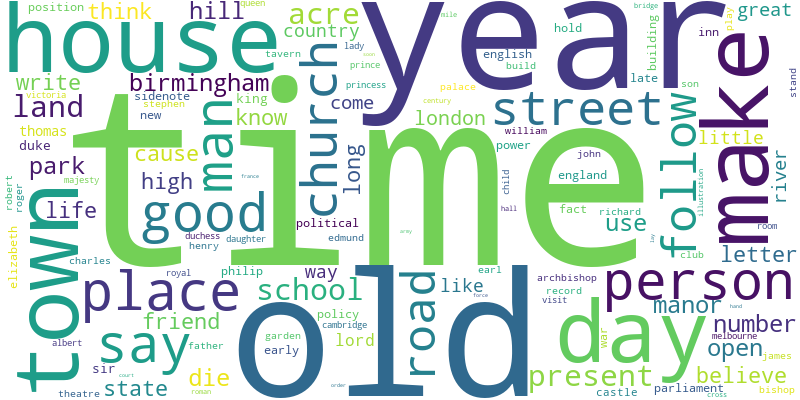 position
think
hill
queen
acre
mile
bridge
play
great
house
year
country
tavern
lady
prince
princess
english
build
hold
building
inn
late
son
stand
write
victoria
birmingham
sidenote
stephen
new
king
know
church
come
palace
century
soon
london
street
william
power
land
thomas
duke
time
man
cause
high
long
john
england
child
hall
fact
richard
use
follow
make
little
river
illustration
room
club
park
life
robert
roger
majesty
elizabeth
town
good
france
political
duchess
henry
daughter
edmund
army
lay
letter
charles
royal
philip
way
earl
archbishop
record
visit
person
manor
place
school
road
like
force
friend
policy
cambridge
old
day
war
number
hand
melbourne
open
say
albert
father
garden
early
lord
sir
state
theatre
court
die
roman
order
present
castle
parliament
believe
james
cross
bishop